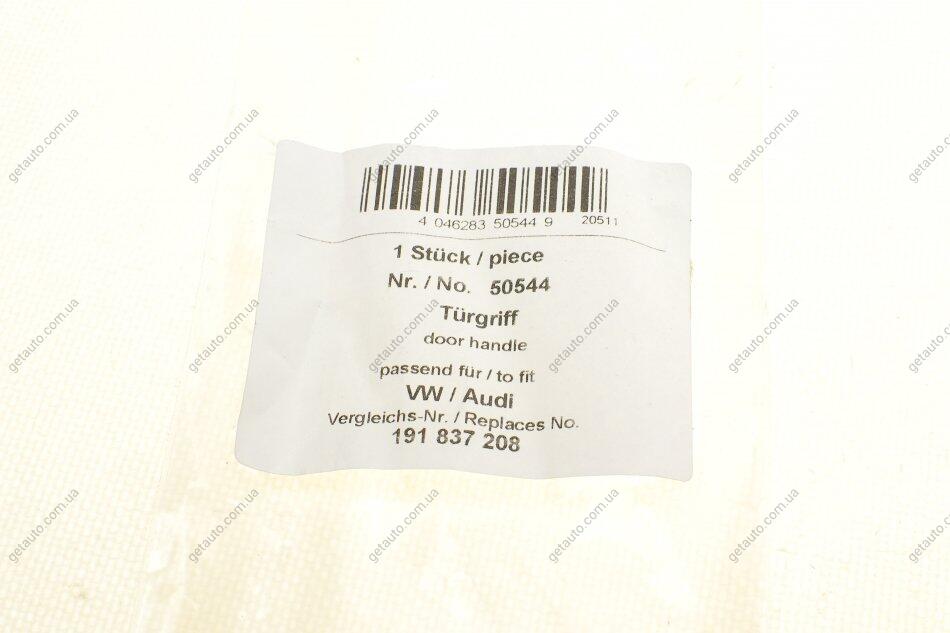 4 046283 50544 9 20511
1 Stück / piece
Nr. / No. 50544
Türgriff
door handle
passend für / to fit
VW / Audi
Vergleichs-Nr. / Replaces No.
191 837 208
getauto.com.ua